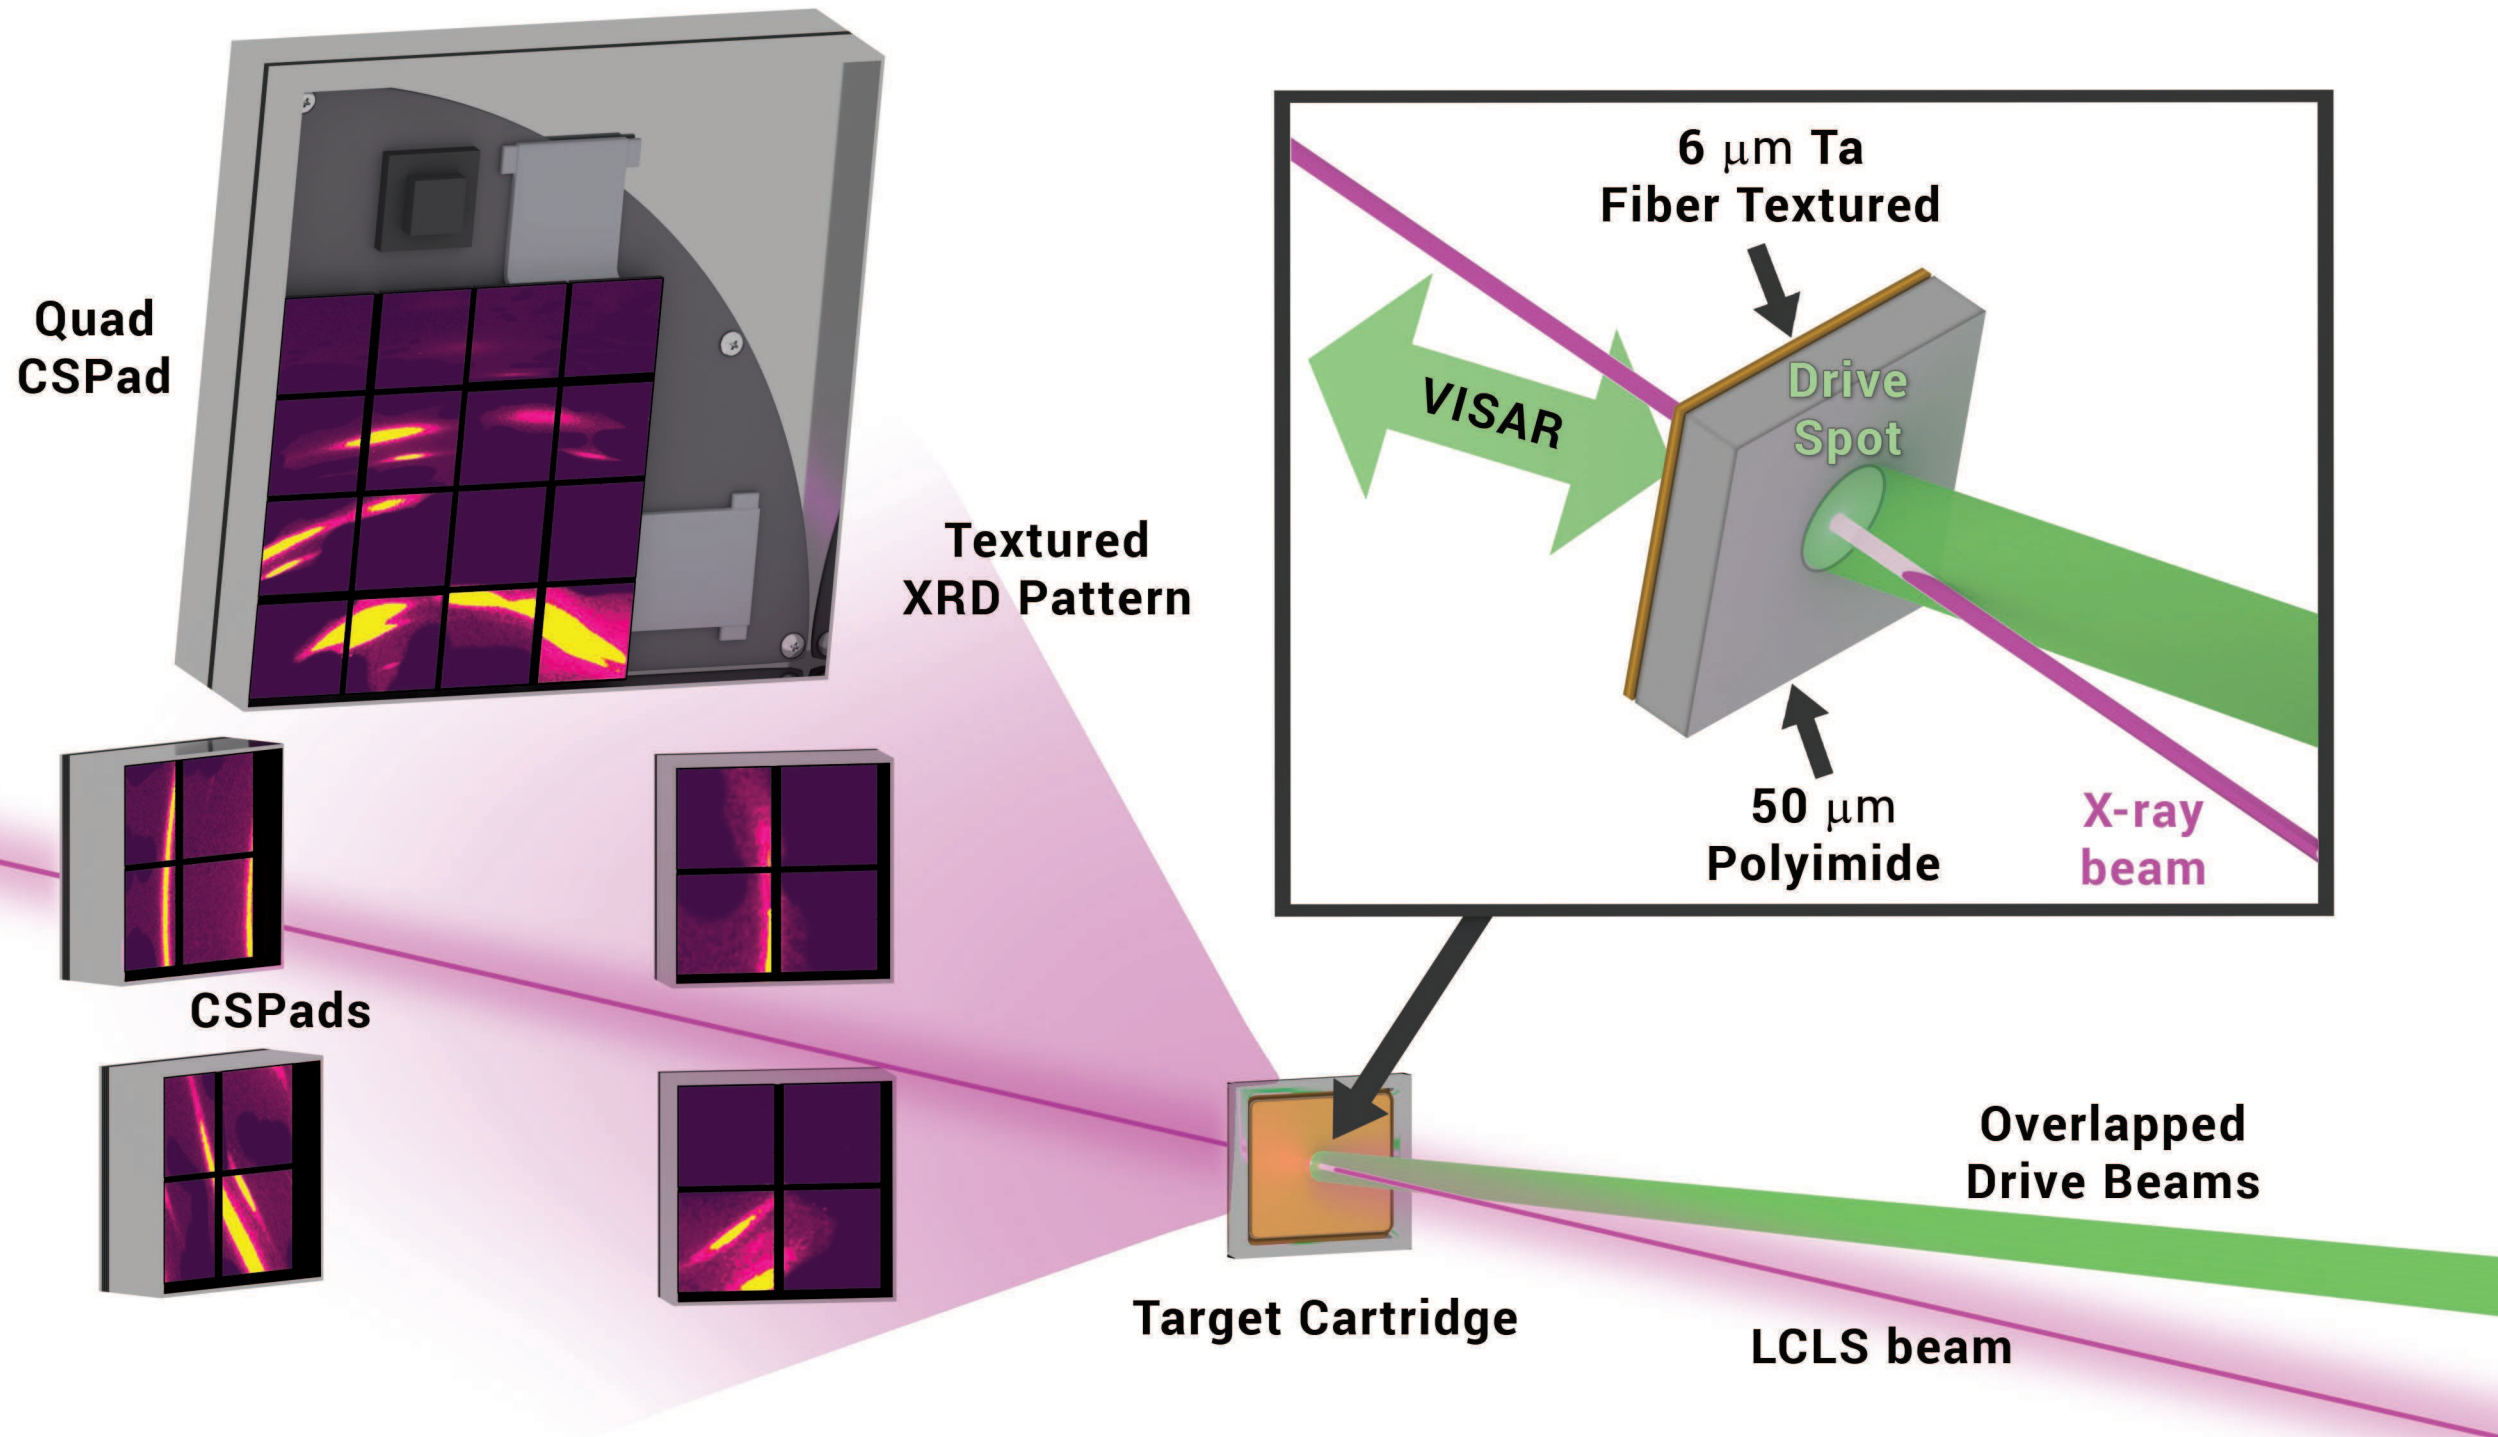 Quad
CSPad
Textured
XRD Pattern
6 μm Ta
Fiber Textured
Drive
Spot
VISAR
50 μm
Polyimide
X-ray
beam
CSPads
Overlapped
Drive Beams
Target Cartridge
LCLS beam